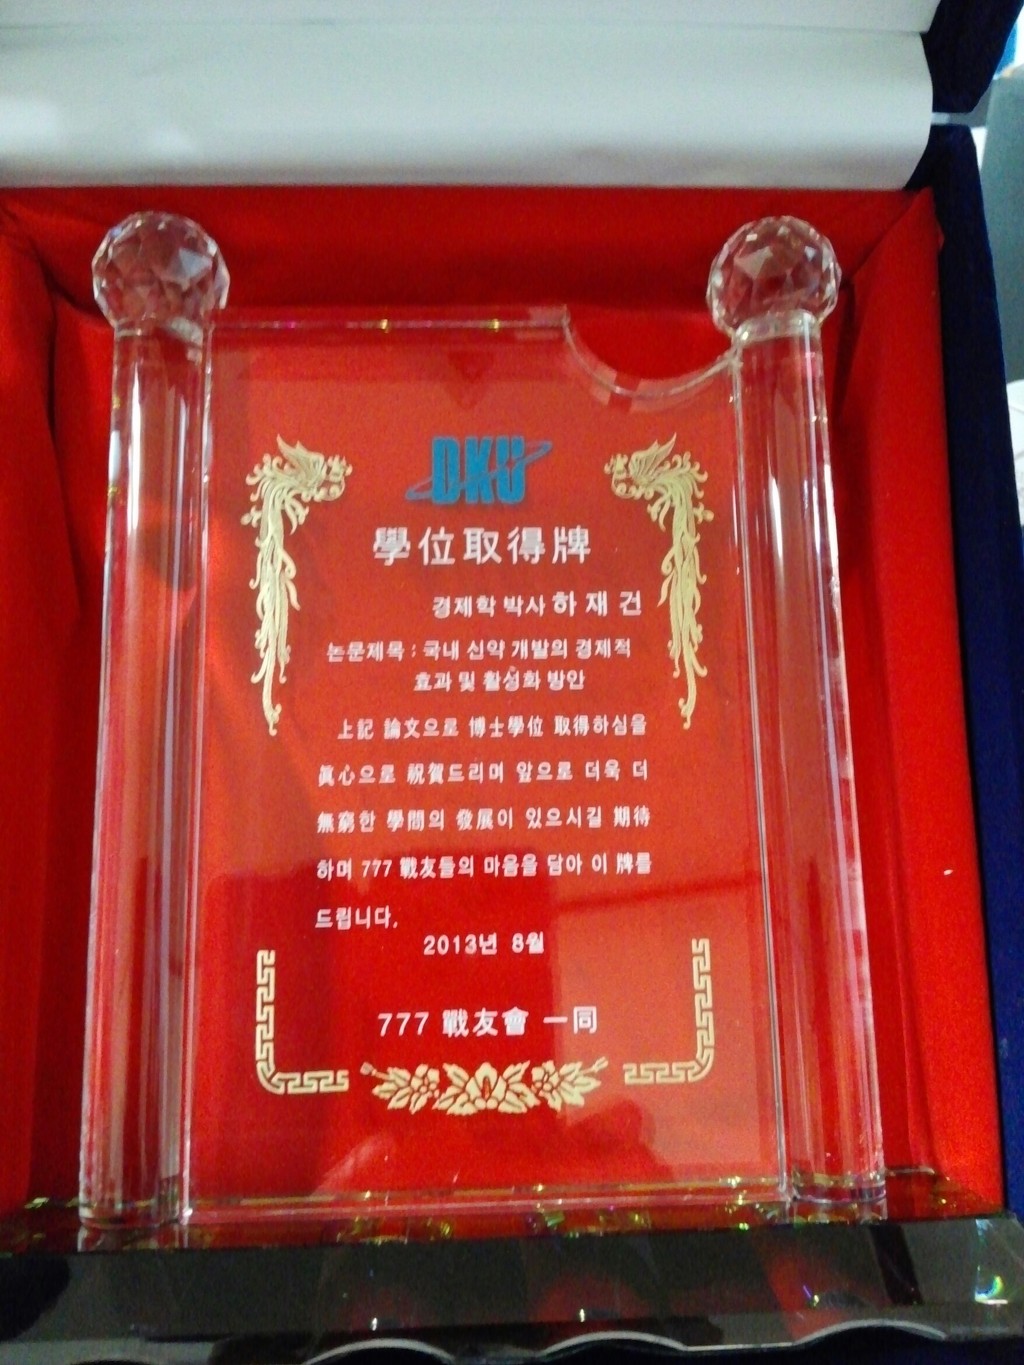 DKU
學位取得牌
경제학 박사 하 재 건
논문제목 : 국내 신약 개발의 경제적
효과 및 활성화 방안
上記 論文으로 博士學位 取得하심을
眞心으로 祝賀드리며 앞으로 더욱 더
無窮한 學問의 發展이 있으시길 期待
하며 777 戰友들의 마음을 담아 이 牌를
드립니다.
2013년 8월
777 戰友會 一同